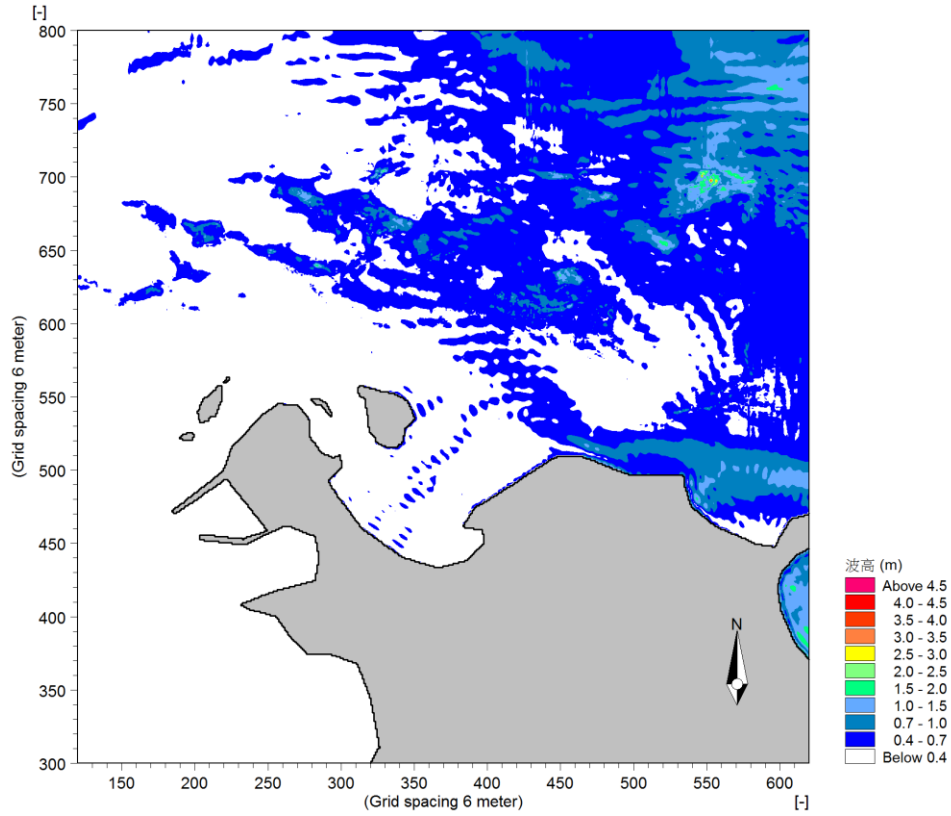 [-]
800
750
700
650
600
550
500
450
400
350
300
(Grid spacing 6 meter)
150 200 250 300 350 400 450 500 550 600
(Grid spacing 6 meter)
[-]
N
波高 (m)
Above 4.5
4.0 - 4.5
3.5 - 4.0
3.0 - 3.5
2.5 - 3.0
2.0 - 2.5
1.5 - 2.0
1.0 - 1.5
0.7 - 1.0
0.4 - 0.7
Below 0.4